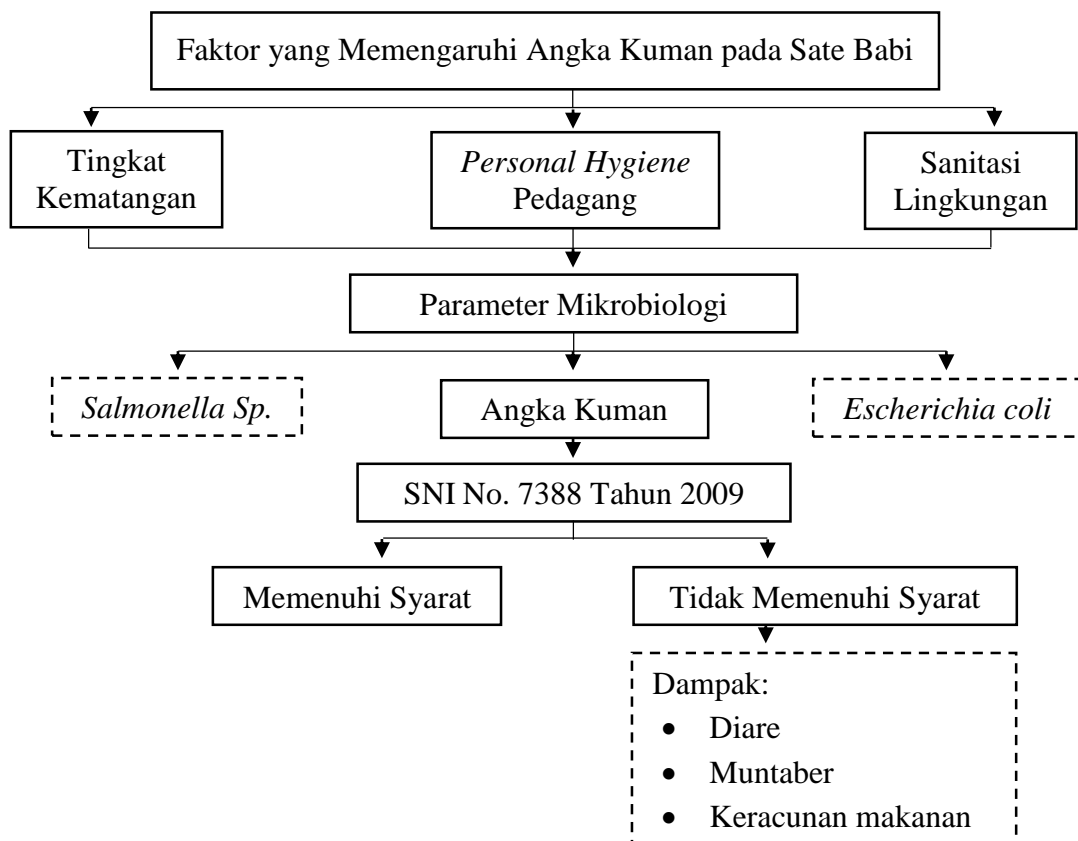 Faktor yang Memengaruhi Angka Kuman pada Sate Babi
Tingkat
Kematangan
Personal Hygiene
Pedagang
Sanitasi
Lingkungan
Parameter Mikrobiologi
Salmonella Sp.
Angka Kuman
Escherichia coli
SNI No. 7388 Tahun 2009
Memenuhi Syarat
Tidak Memenuhi Syarat
Dampak:
• Diare
• Muntaber
• Keracunan makanan